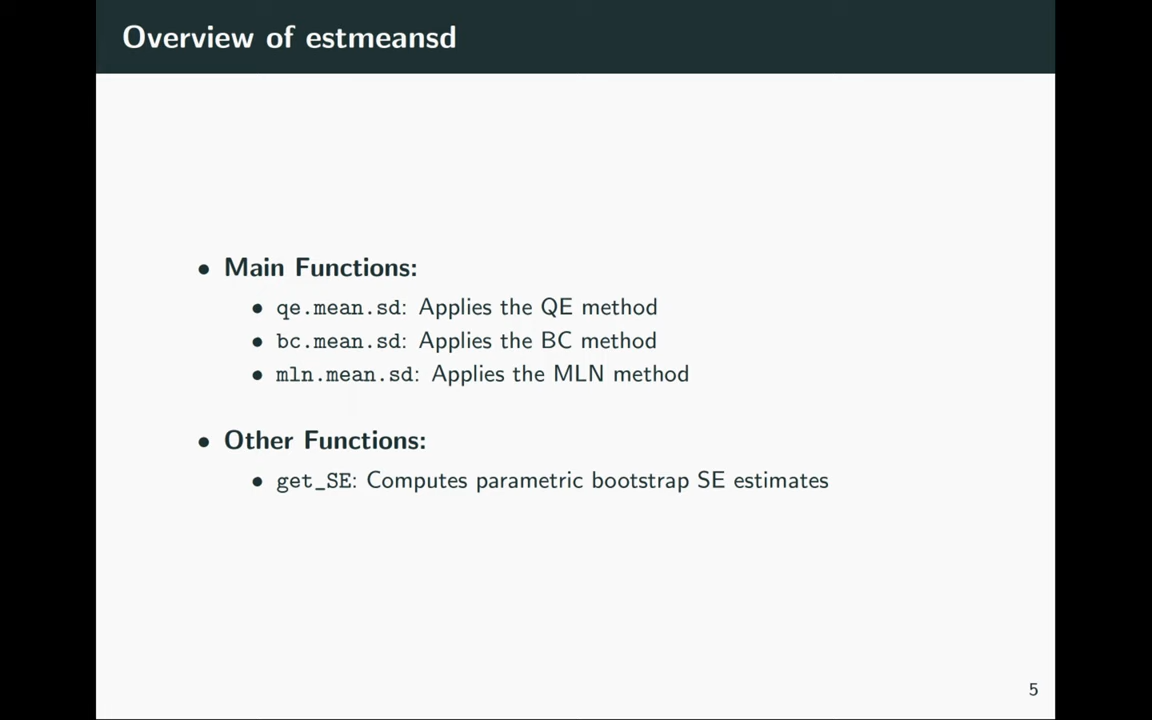 Overview of estmeansd
• Main Functions:
• qe.mean.sd: Applies the QE method
• bc.mean.sd: Applies the BC method
• mln.mean.sd: Applies the MLN method
• Other Functions:
• get_SE: Computes parametric bootstrap SE estimates
5